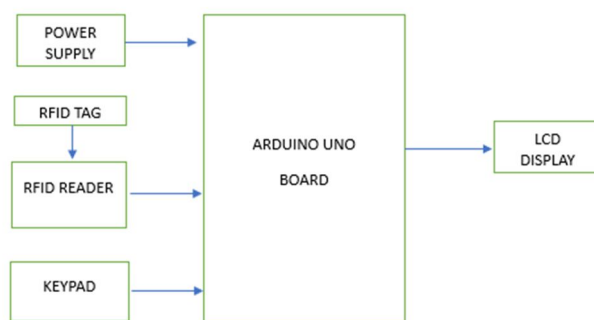 POWER
SUPPLY
RFID TAG
RFID READER
KEYPAD
ARDUINO UNO
BOARD
LCD
DISPLAY